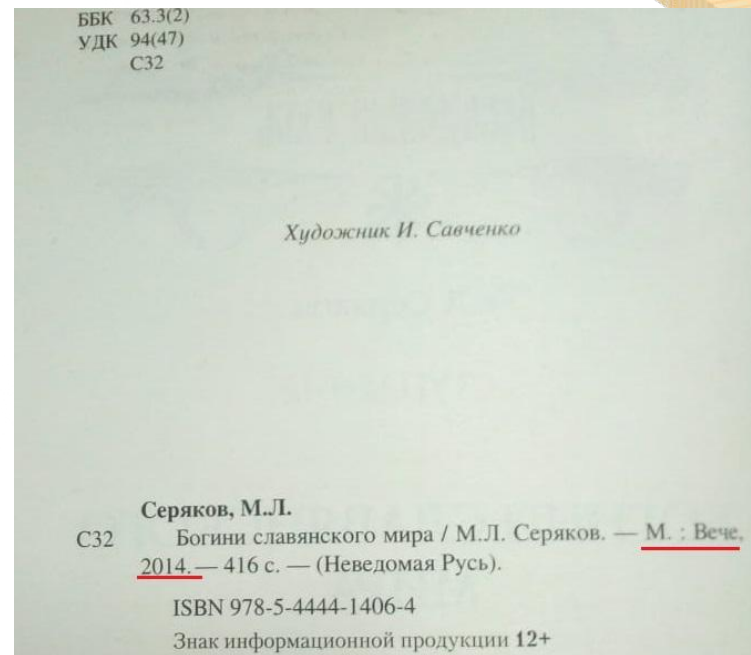 ББК 63.3(2)
УДК 94(47)
С32
Художник И. Савченко
Серяков, М.Л.
С32 Богини славянского мира / М.Л. Серяков. — М. : Вече,
2014. — 416 с. — (Неведомая Русь).
ISBN 978-5-4444-1406-4
Знак информационной продукции 12+